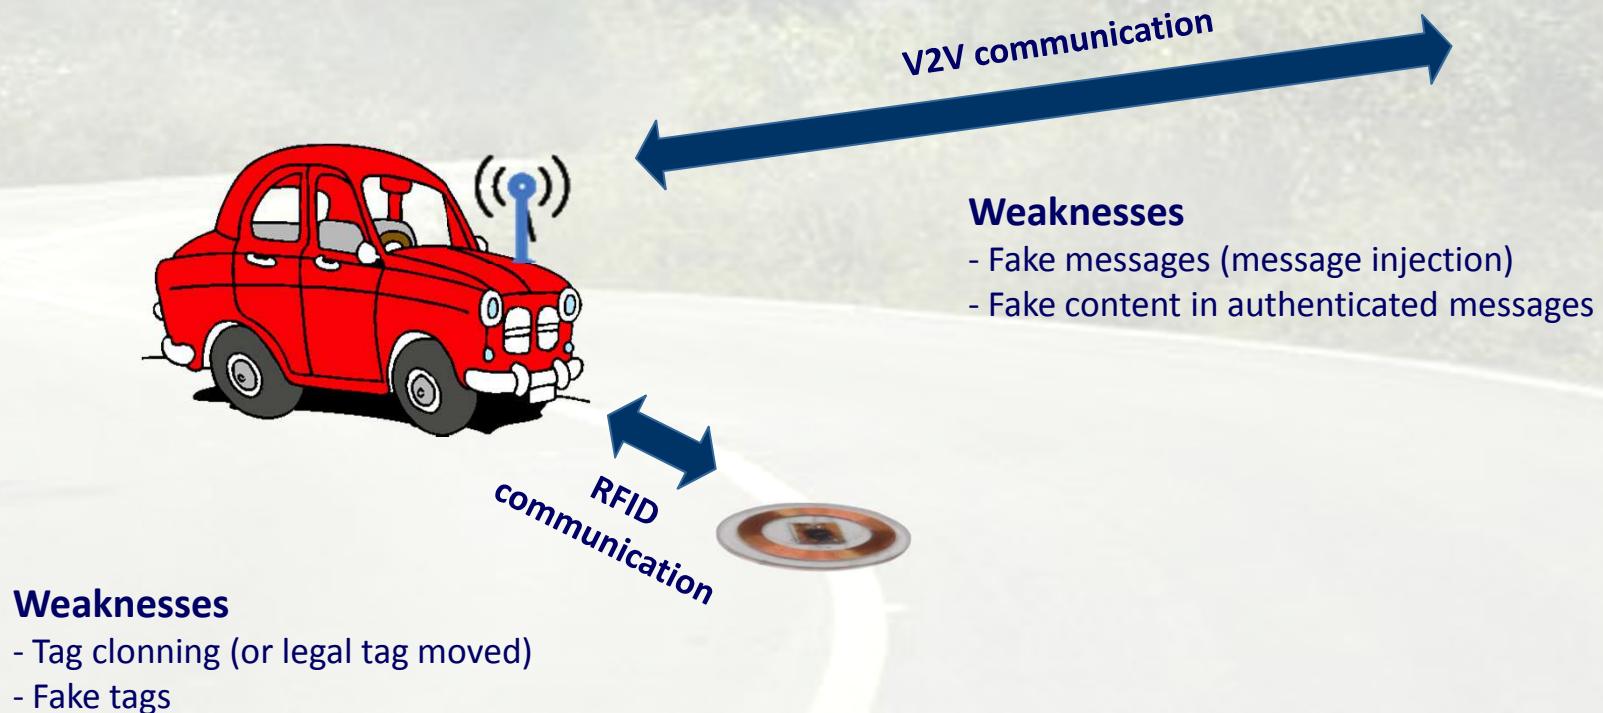 V2V communication
Weaknesses
- Fake messages (message injection)
- Fake content in authenticated messages
RFID
communication
Weaknesses
- Tag clonning (or legal tag moved)
- Fake tags